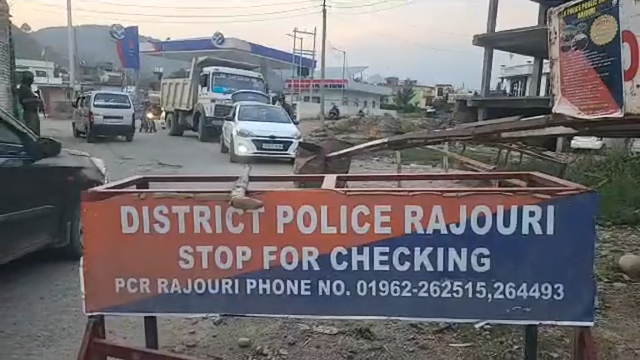 DISTRICT POLICE RAJOURI
STOP FOR CHECKING
PCR RAJOURI PHONE NO. 01962-262515,264493